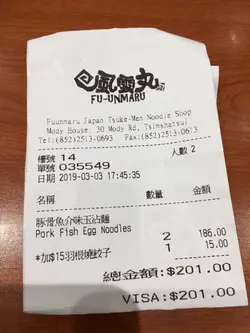 風雲丸
FU-UNMARU
Fuunmaru Japan Tsuke-Men Noodle Shop
Mody House, 30 Mody Rd, Tsimshatsui
Tel:(852)2513-0693 Fax:(852)2513-0613
檯號 14 人數 2
單號 035549
日期 2019-03-03 17:45:35
名稱 數量 金額
豚骨魚介味玉沾麵
Pork Fish Egg Noodles 2 186.00
*加$15羽根燒餃子 1 15.00
總金額:$201.00
VISA:$201.00